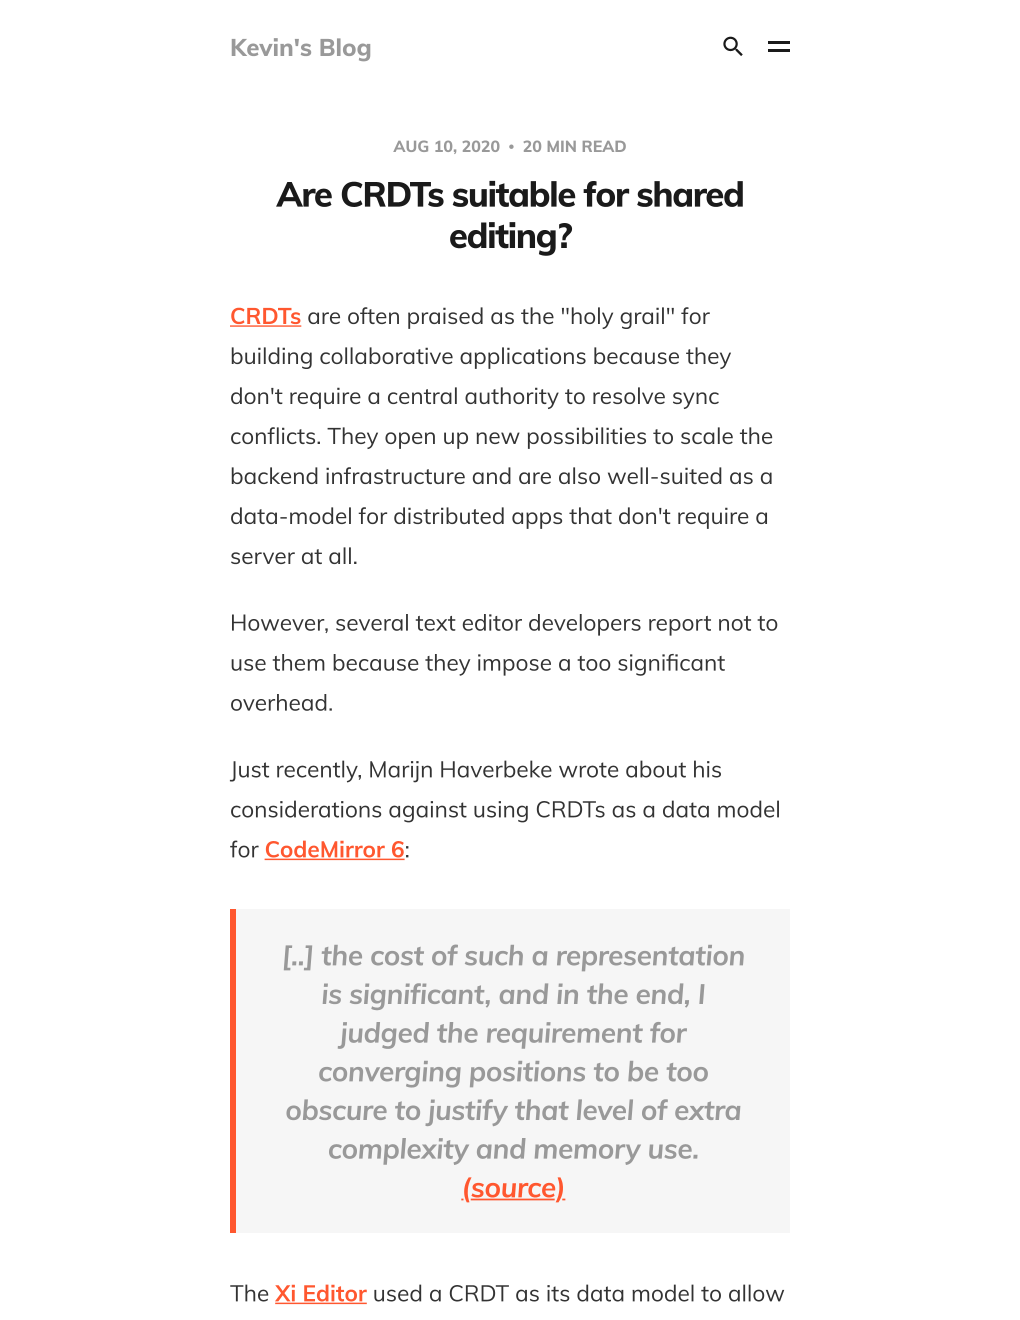 Kevin's Blog
AUG 10, 2020 • 20 MIN READ
Are CRDTs suitable for shared
editing?
CRDTs are often praised as the "holy grail" for
building collaborative applications because they
don't require a central authority to resolve sync
conflicts. They open up new possibilities to scale the
backend infrastructure and are also well-suited as a
data-model for distributed apps that don't require a
server at all.
However, several text editor developers report not to
use them because they impose a too significant
overhead.
Just recently, Marijn Haverbeke wrote about his
considerations against using CRDTs as a data model
for CodeMirror 6:
[..] the cost of such a representation
is significant, and in the end, I
judged the requirement for
converging positions to be too
obscure to justify that level of extra
complexity and memory use.
(source)
The Xi Editor used a CRDT as its data model to allow